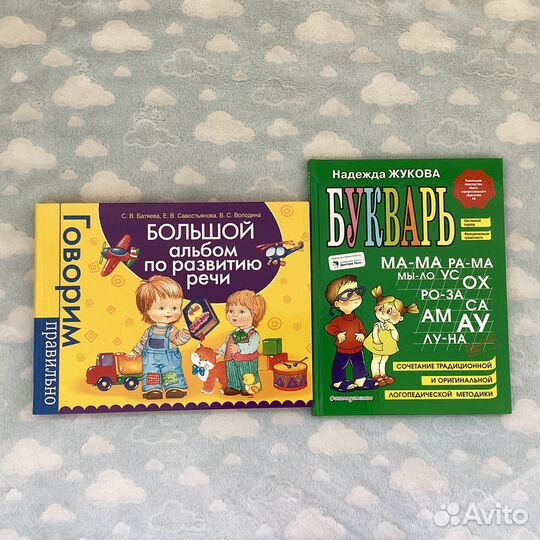 Говорим
правильно
С. В. Батяева, Е. В. Савостьянова, В. С. Володина
БОЛЬШОЙ
альбом
по развитию
речи
Надежда ЖУКОВА
БУКВАРЬ
МА-МА РА-МА
МЫ-ЛО УС
ОХ
РО-ЗА
СА
АМ АУ
ЛУ-НА
СОЧЕТАНИЕ ТРАДИЦИОННОЙ
И ОРИГИНАЛЬНОЙ
ЛОГОПЕДИЧЕСКОЙ МЕТОДИКИ
Avito